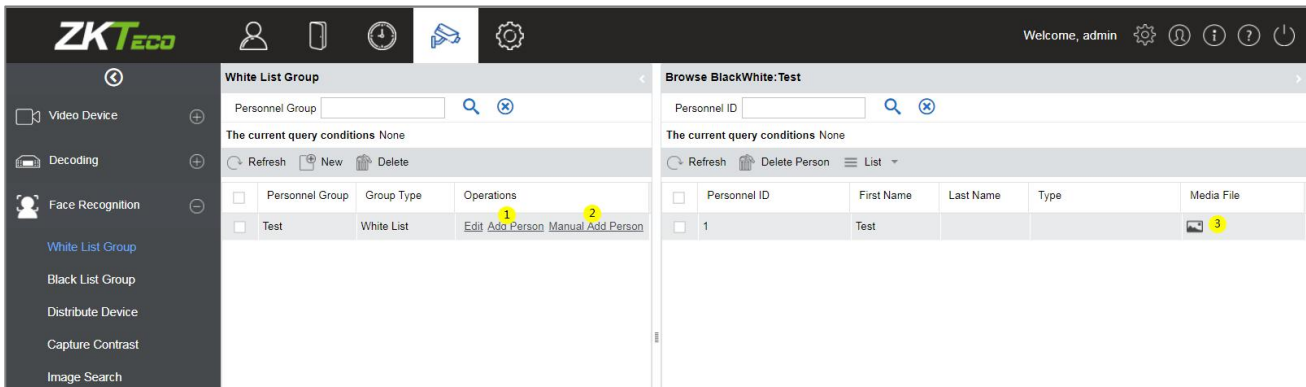 ZKTeco
Welcome, admin
Video Device
Decoding
Face Recognition
White List Group
Black List Group
Distribute Device
Capture Contrast
Image Search
White List Group
Personnel Group
The current query conditions None
Refresh New Delete
Personnel Group Group Type Operations
1 2
Test White List Edit Add Person Manual Add Person
Browse BlackWhite:Test
Personnel ID
The current query conditions None
Refresh Delete Person List
Personnel ID First Name Last Name Type Media File
1 Test 3